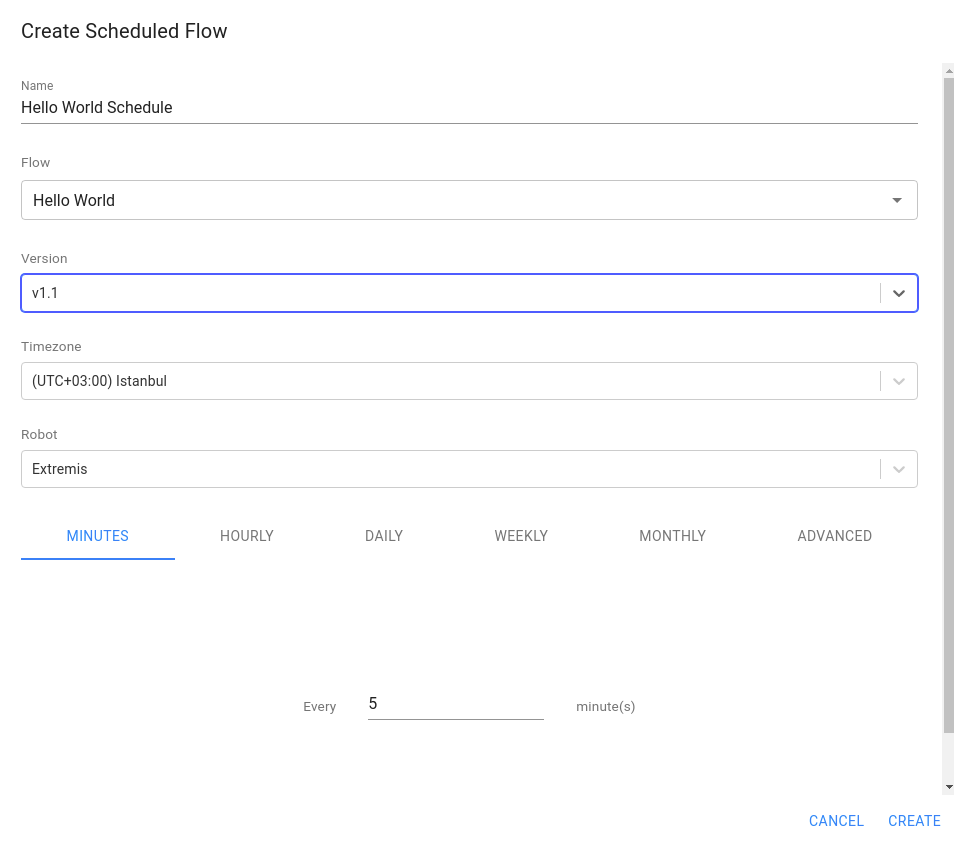 Create Scheduled Flow
Name
Hello World Schedule
Flow
Hello World
Version
v1.1
Timezone
(UTC+03:00) Istanbul
Robot
Extremis
MINUTES HOURLY DAILY WEEKLY MONTHLY ADVANCED
Every 5 minute(s)
CANCEL CREATE